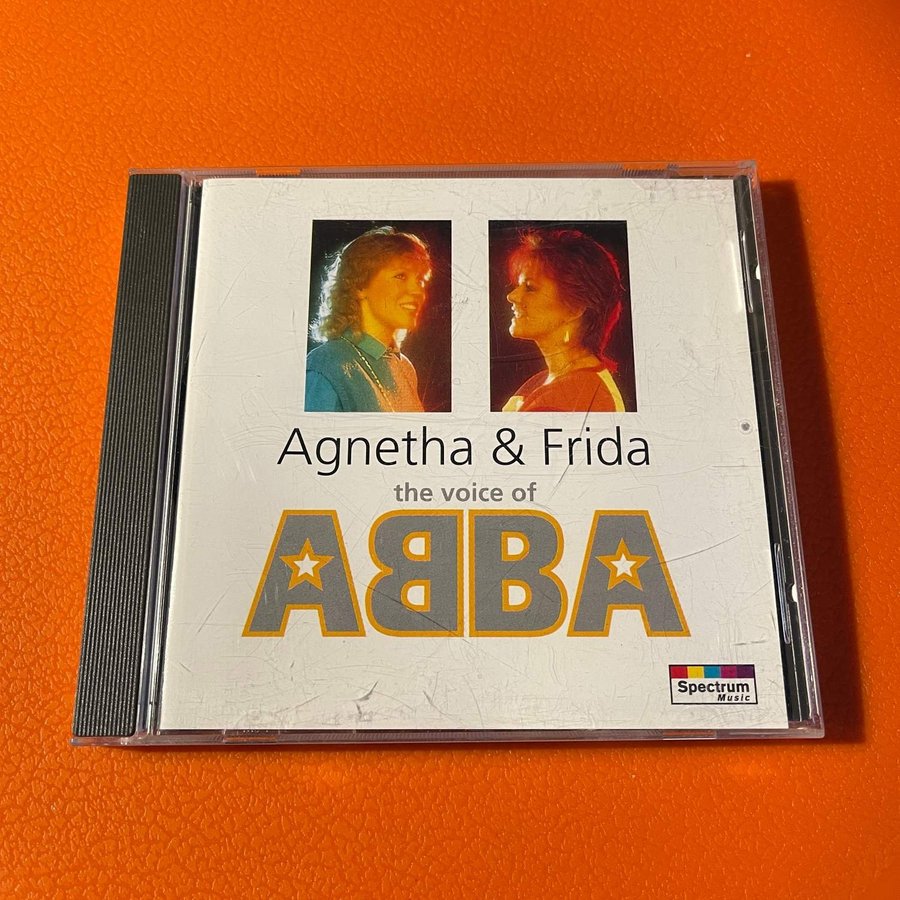 Agnetha & Frida
the voice of
ABBA
Spectrum
Music